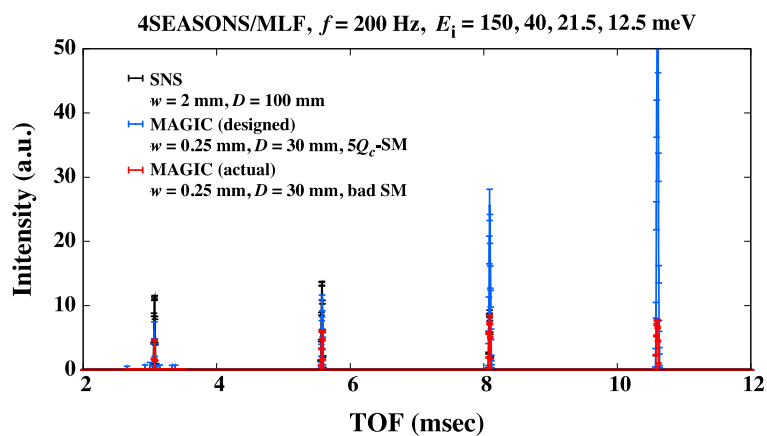 4SEASONS/MLF, f = 200 Hz, Ei = 150, 40, 21.5, 12.5 meV
50
40
30
20
10
0
Initensity (a.u.)
SNS
w = 2 mm, D = 100 mm
MAGIC (designed)
w = 0.25 mm, D = 30 mm, 5Qc-SM
MAGIC (actual)
w = 0.25 mm, D = 30 mm, bad SM
2 4 6 8 10 12
TOF (msec)